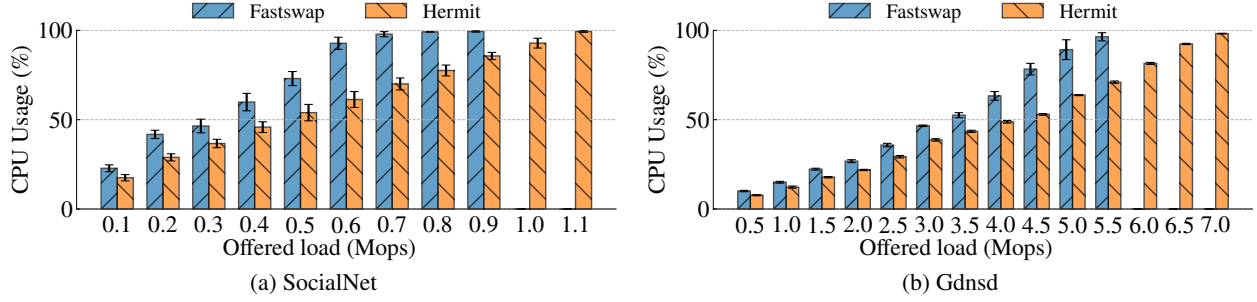 Fastswap Hermit
CPU Usage (%)
100
50
0
0.1 0.2 0.3 0.4 0.5 0.6 0.7 0.8 0.9 1.0 1.1
Offered load (Mops)
(a) SocialNet
Fastswap Hermit
CPU Usage (%)
100
50
0
0.5 1.0 1.5 2.0 2.5 3.0 3.5 4.0 4.5 5.0 5.5 6.0 6.5 7.0
Offered load (Mops)
(b) Gdnsd